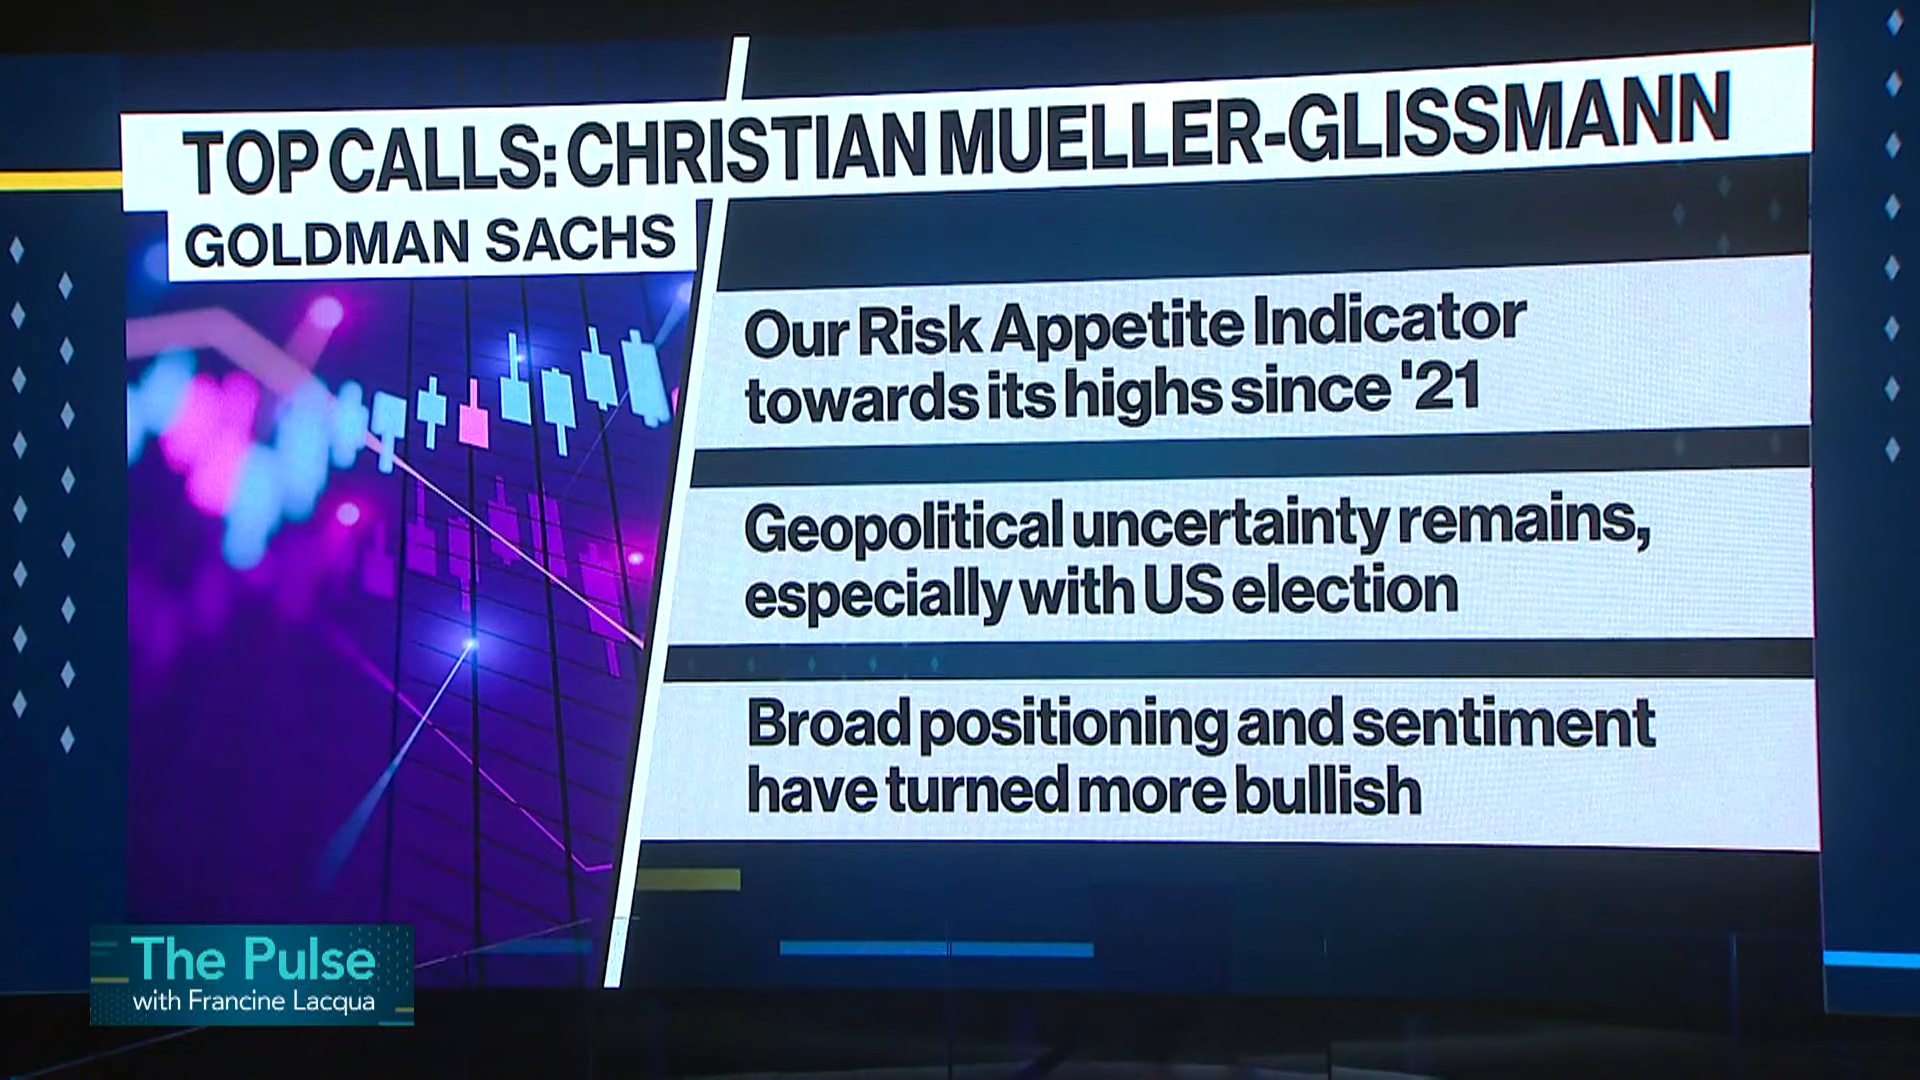 TOP CALLS: CHRISTIAN MUELLER-GLISSMANN
GOLDMAN SACHS
Our Risk Appetite Indicator
towards its highs since '21
Geopolitical uncertainty remains,
especially with US election
Broad positioning and sentiment
have turned more bullish
The Pulse
with Francine Lacqua